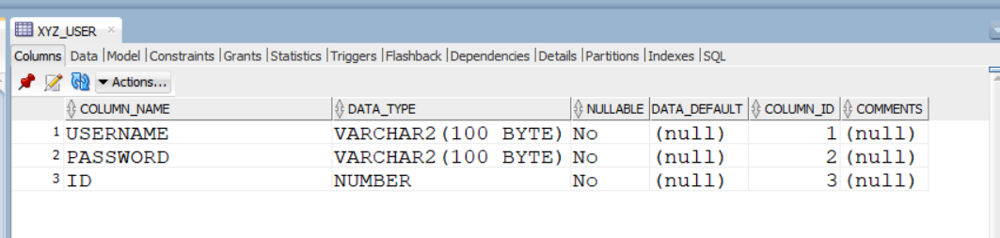 XYZ_USER
Columns Data |Model |Constraints |Grants |Statistics |Triggers |Flashback |Dependencies |Details |Partitions |Indexes |SQL
Actions...
COLUMN_NAME DATA_TYPE NULLABLE DATA_DEFAULT COLUMN_ID COMMENTS
1 USERNAME VARCHAR2(100 BYTE) No (null) 1 (null)
2 PASSWORD VARCHAR2(100 BYTE) No (null) 2 (null)
3 ID NUMBER No (null) 3 (null)